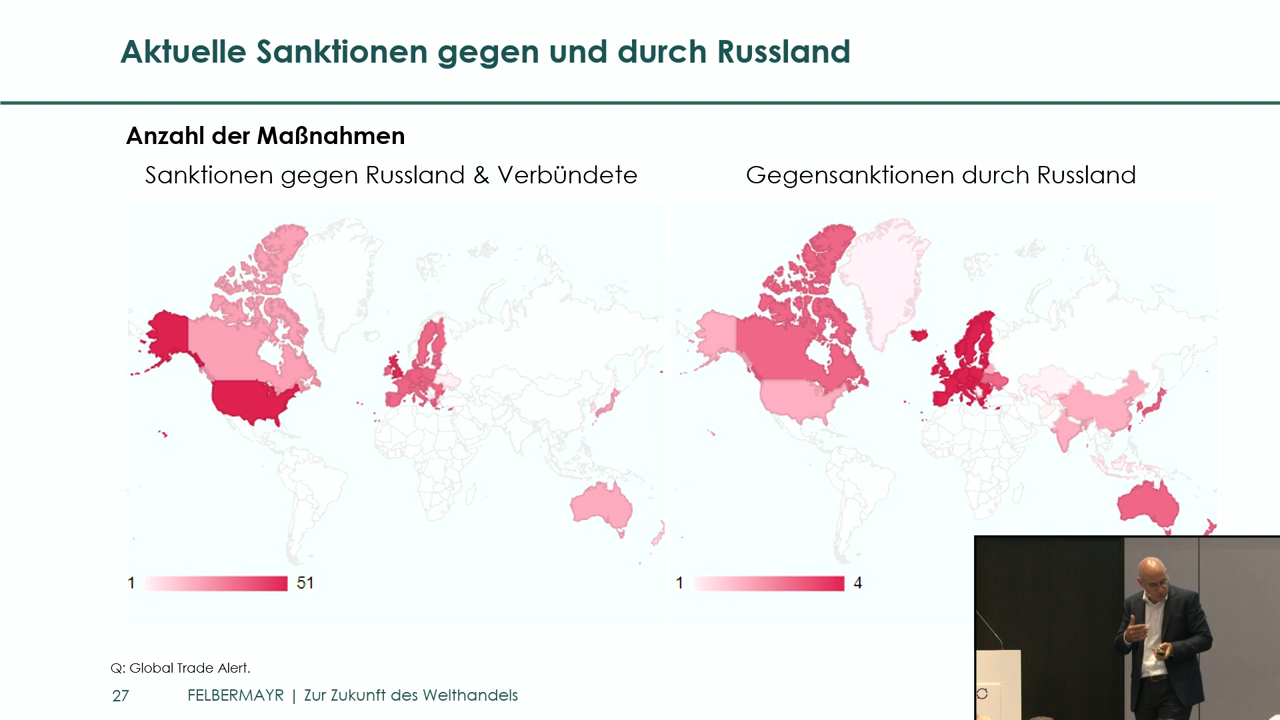 Aktuelle Sanktionen gegen und durch Russland
Anzahl der Maßnahmen
Sanktionen gegen Russland & Verbündete
Gegensanktionen durch Russland
1 51
1 4
Q: Global Trade Alert.
27 FELBERMAYR | Zur Zukunft des Welthandels